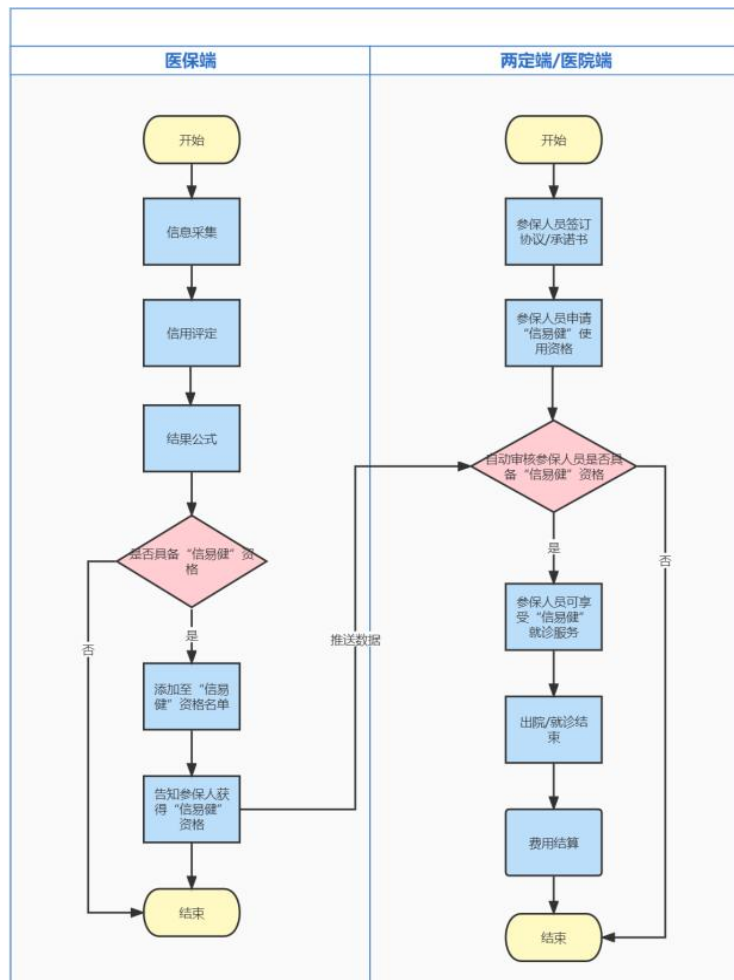 医保端
两定端/医院端
开始
信息采集
信用评定
结果公式
是否具备“信易健”资
格
是
否
添加至“信易
健”资格名单
告知参保人获
得“信易健”
资格
结束
推送数据
开始
参保人员签订
协议/承诺书
参保人员申请
“信易健”使
用资格
自动审核参保人员是否具
备“信易健”资格
是
否
参保人员可享
受“信易健”
就诊服务
出院/就诊结
束
费用结算
结束